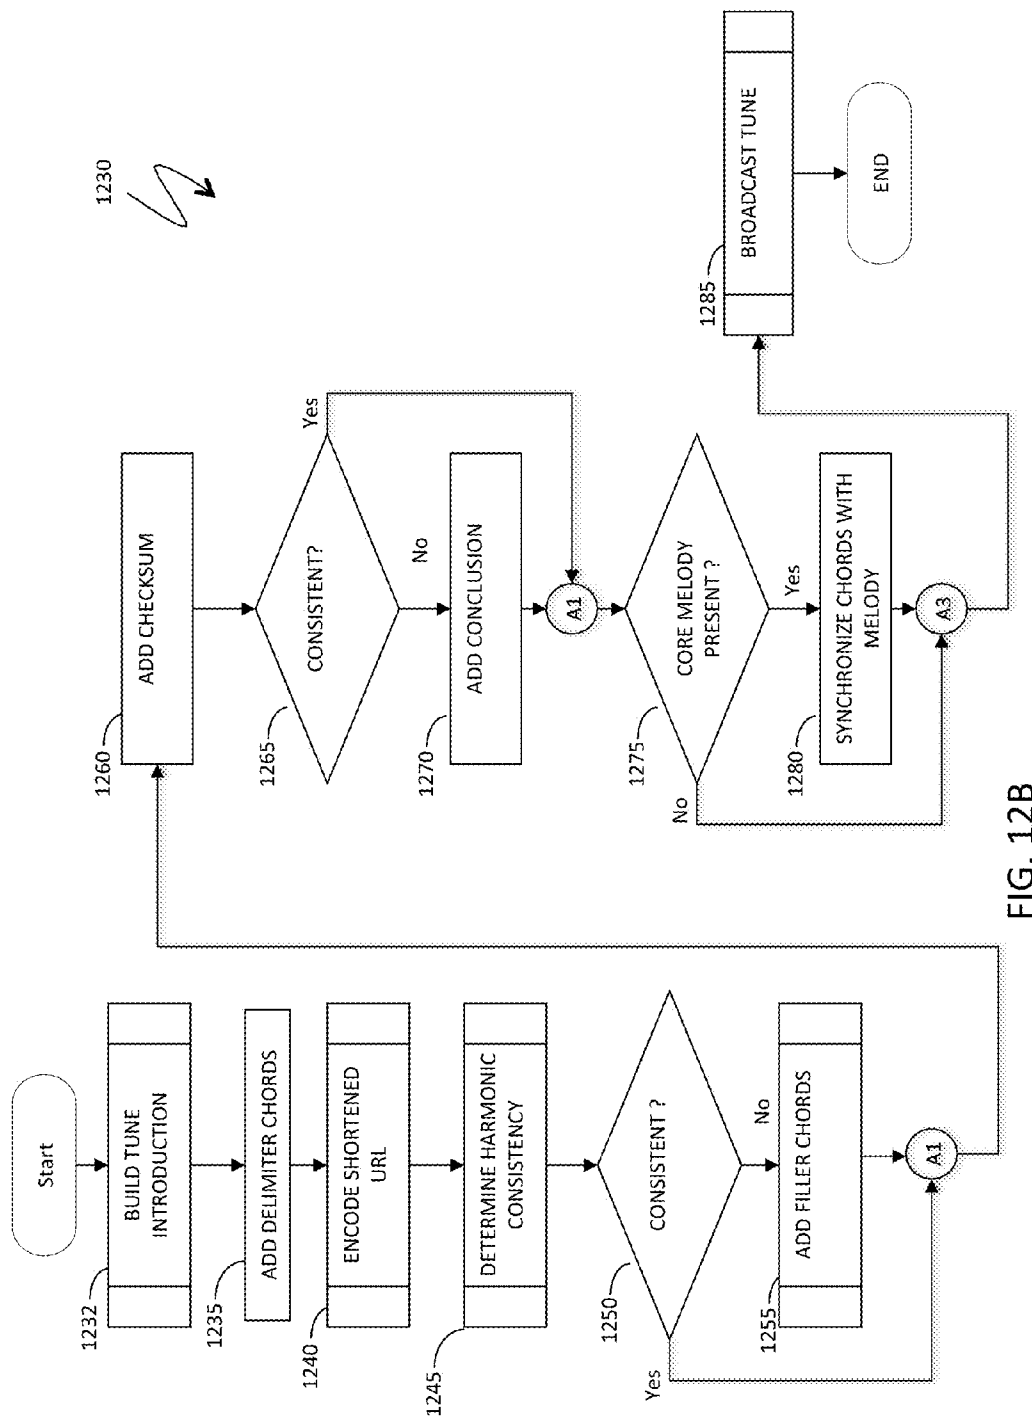 1230
Start
1232
BUILD TUNE
INTRODUCTION
1235
ADD DELIMITER CHORDS
1240
ENCODE SHORTENED
URL
1245
DETERMINE HARMONIC
CONSISTENCY
1250
CONSISTENT ?
Yes
No
1255
ADD FILLER CHORDS
A1
1260
ADD CHECKSUM
1265
CONSISTENT?
Yes
No
1270
ADD CONCLUSION
A1
1275
CORE MELODY
PRESENT ?
No
Yes
1280
SYNCHRONIZE CHORDS WITH
MELODY
A3
1285
BROADCAST TUNE
END
FIG. 12B